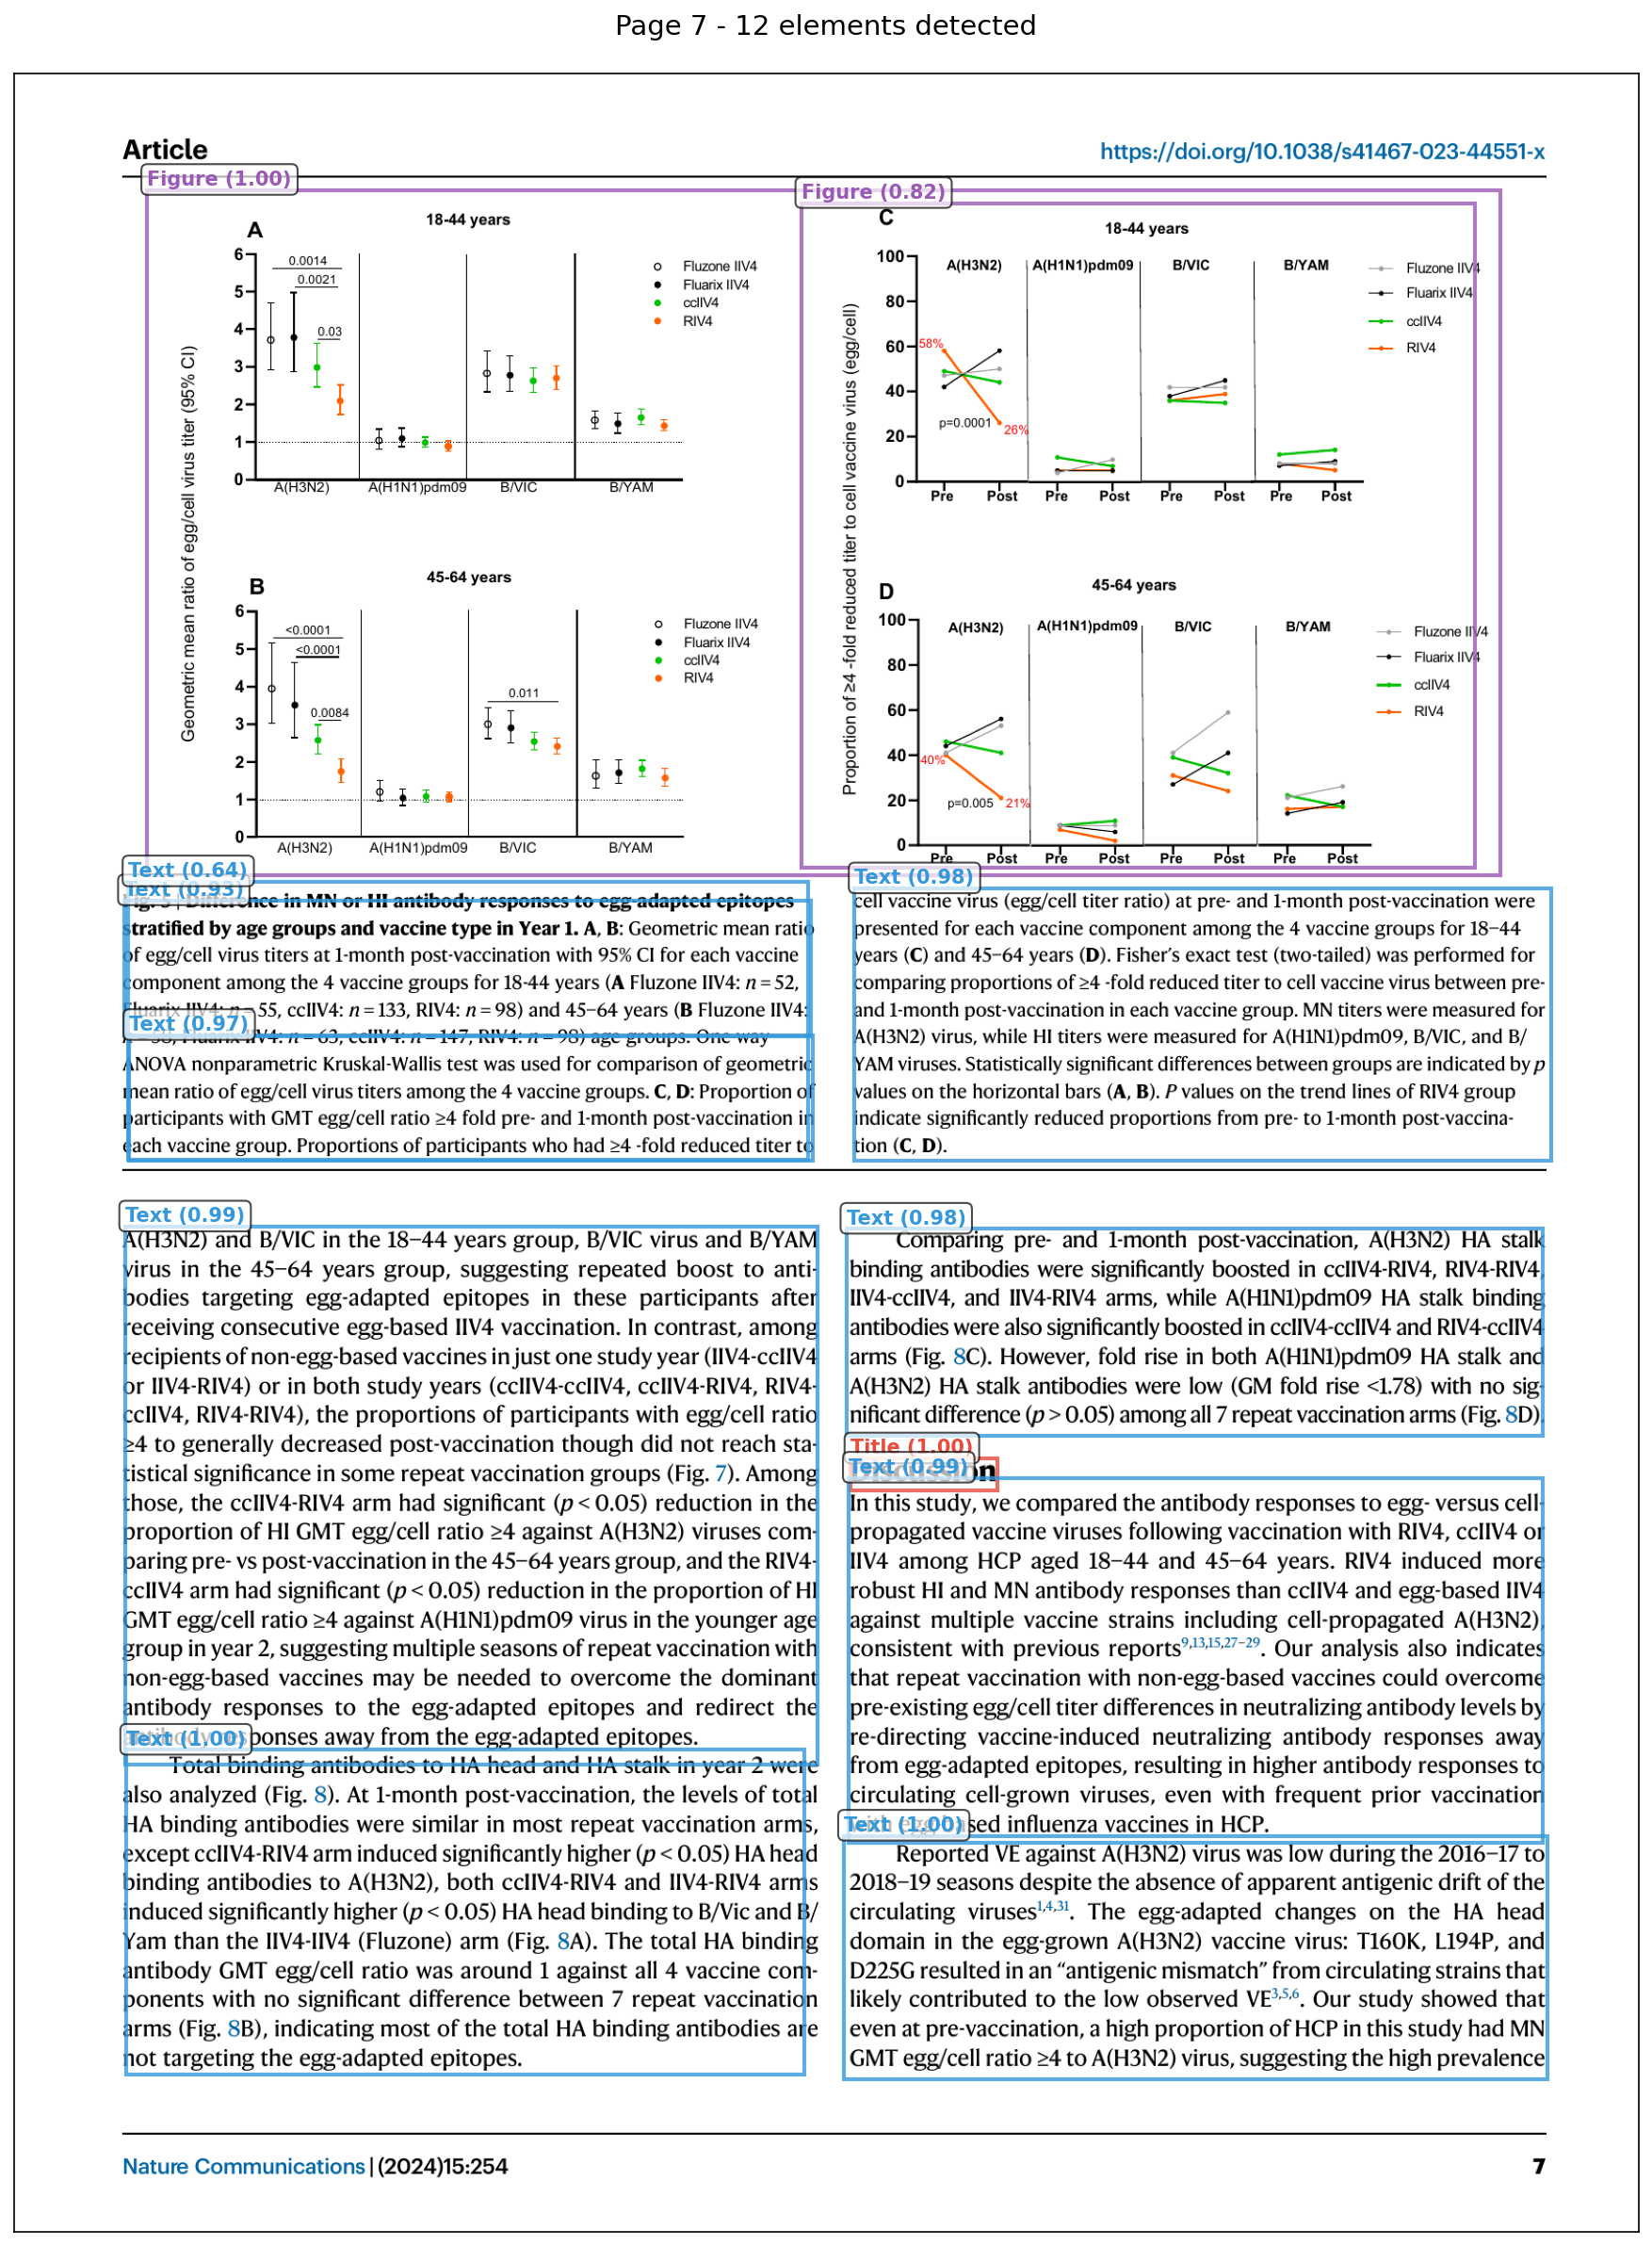 Page 7 - 12 elements detected
Article
https://doi.org/10.1038/s41467-023-44551-x
Figure (1.00)
Figure (0.82)
A
18-44 years
Geometric mean ratio of egg/cell virus titer (95% CI)
6
5
4
3
2
1
0
0.0014
0.0021
0.03
Fluzone IIV4
Fluarix IIV4
ccIIV4
RIV4
A(H3N2)
A(H1N1)pdm09
B/VIC
B/YAM
B
45-64 years
6
5
4
3
2
1
0
<0.0001
<0.0001
0.0084
0.011
Fluzone IIV4
Fluarix IIV4
ccIIV4
RIV4
A(H3N2)
A(H1N1)pdm09
B/VIC
B/YAM
C
18-44 years
Proportion of ≥4 -fold reduced titer to cell vaccine virus (egg/cell)
100
80
60
40
20
0
A(H3N2)
A(H1N1)pdm09
B/VIC
B/YAM
58%
p=0.0001
26%
Fluzone IIV4
Fluarix IIV4
ccIIV4
RIV4
Pre Post Pre Post Pre Post Pre Post
D
45-64 years
100
80
60
40
20
0
A(H3N2)
A(H1N1)pdm09
B/VIC
B/YAM
40%
p=0.005
21%
Fluzone IIV4
Fluarix IIV4
ccIIV4
RIV4
Pre Post Pre Post Pre Post Pre Post
Text (0.64)
Text (0.93)
Fig. 5 | Difference in MN or HI antibody responses to egg-adapted epitopes
stratified by age groups and vaccine type in Year 1. A, B: Geometric mean ratio
of egg/cell virus titers at 1-month post-vaccination with 95% CI for each vaccine
component among the 4 vaccine groups for 18-44 years (A Fluzone IIV4: n = 52,
Fluarix IIV4: n = 55, ccIIV4: n = 133, RIV4: n = 98) and 45–64 years (B Fluzone IIV4:
Text (0.97)
Fluarix IIV4: n = 63, ccIIV4: n = 147, RIV4: n = 98) age groups. One way
ANOVA nonparametric Kruskal-Wallis test was used for comparison of geometric
mean ratio of egg/cell virus titers among the 4 vaccine groups. C, D: Proportion of
participants with GMT egg/cell ratio ≥4 fold pre- and 1-month post-vaccination in
each vaccine group. Proportions of participants who had ≥4 -fold reduced titer to
Text (0.98)
cell vaccine virus (egg/cell titer ratio) at pre- and 1-month post-vaccination were
presented for each vaccine component among the 4 vaccine groups for 18–44
years (C) and 45–64 years (D). Fisher's exact test (two-tailed) was performed for
comparing proportions of ≥4 -fold reduced titer to cell vaccine virus between pre-
and 1-month post-vaccination in each vaccine group. MN titers were measured for
A(H3N2) virus, while HI titers were measured for A(H1N1)pdm09, B/VIC, and B/
YAM viruses. Statistically significant differences between groups are indicated by p
values on the horizontal bars (A, B). P values on the trend lines of RIV4 group
indicate significantly reduced proportions from pre- to 1-month post-vaccina-
tion (C, D).
Text (0.99)
A(H3N2) and B/VIC in the 18–44 years group, B/VIC virus and B/YAM
virus in the 45–64 years group, suggesting repeated boost to anti-
bodies targeting egg-adapted epitopes in these participants after
receiving consecutive egg-based IIV4 vaccination. In contrast, among
recipients of non-egg-based vaccines in just one study year (IIV4-ccIIV4
or IIV4-RIV4) or in both study years (ccIIV4-ccIIV4, ccIIV4-RIV4, RIV4-
ccIIV4, RIV4-RIV4), the proportions of participants with egg/cell ratio
≥4 to generally decreased post-vaccination though did not reach sta-
tistical significance in some repeat vaccination groups (Fig. 7). Among
those, the ccIIV4-RIV4 arm had significant (p < 0.05) reduction in the
proportion of HI GMT egg/cell ratio ≥4 against A(H3N2) viruses com-
paring pre- vs post-vaccination in the 45–64 years group, and the RIV4-
ccIIV4 arm had significant (p < 0.05) reduction in the proportion of HI
GMT egg/cell ratio ≥4 against A(H1N1)pdm09 virus in the younger age
group in year 2, suggesting multiple seasons of repeat vaccination with
non-egg-based vaccines may be needed to overcome the dominant
antibody responses to the egg-adapted epitopes and redirect the
antibody responses away from the egg-adapted epitopes.
Text (1.00)
Total binding antibodies to HA head and HA stalk in year 2 were
also analyzed (Fig. 8). At 1-month post-vaccination, the levels of total
HA binding antibodies were similar in most repeat vaccination arms,
except ccIIV4-RIV4 arm induced significantly higher (p < 0.05) HA head
binding antibodies to A(H3N2), both ccIIV4-RIV4 and IIV4-RIV4 arms
induced significantly higher (p < 0.05) HA head binding to B/Vic and B/
Yam than the IIV4-IIV4 (Fluzone) arm (Fig. 8A). The total HA binding
antibody GMT egg/cell ratio was around 1 against all 4 vaccine com-
ponents with no significant difference between 7 repeat vaccination
arms (Fig. 8B), indicating most of the total HA binding antibodies are
not targeting the egg-adapted epitopes.
Text (0.98)
Comparing pre- and 1-month post-vaccination, A(H3N2) HA stalk
binding antibodies were significantly boosted in ccIIV4-RIV4, RIV4-RIV4,
IIV4-ccIIV4, and IIV4-RIV4 arms, while A(H1N1)pdm09 HA stalk binding
antibodies were also significantly boosted in ccIIV4-ccIIV4 and RIV4-ccIIV4
arms (Fig. 8C). However, fold rise in both A(H1N1)pdm09 HA stalk and
A(H3N2) HA stalk antibodies were low (GM fold rise <1.78) with no sig-
nificant difference (p > 0.05) among all 7 repeat vaccination arms (Fig. 8D).
Title (1.00)
Text (0.99)
Discussion
In this study, we compared the antibody responses to egg- versus cell-
propagated vaccine viruses following vaccination with RIV4, ccIIV4 or
IIV4 among HCP aged 18–44 and 45–64 years. RIV4 induced more
robust HI and MN antibody responses than ccIIV4 and egg-based IIV4
against multiple vaccine strains including cell-propagated A(H3N2),
consistent with previous reports9,13,15,27–29. Our analysis also indicates
that repeat vaccination with non-egg-based vaccines could overcome
pre-existing egg/cell titer differences in neutralizing antibody levels by
re-directing vaccine-induced neutralizing antibody responses away
from egg-adapted epitopes, resulting in higher antibody responses to
circulating cell-grown viruses, even with frequent prior vaccination
with egg-based influenza vaccines in HCP.
Text (1.00)
Reported VE against A(H3N2) virus was low during the 2016–17 to
2018–19 seasons despite the absence of apparent antigenic drift of the
circulating viruses1,4,31. The egg-adapted changes on the HA head
domain in the egg-grown A(H3N2) vaccine virus: T160K, L194P, and
D225G resulted in an “antigenic mismatch” from circulating strains that
likely contributed to the low observed VE3,5,6. Our study showed that
even at pre-vaccination, a high proportion of HCP in this study had MN
GMT egg/cell ratio ≥4 to A(H3N2) virus, suggesting the high prevalence
Nature Communications | (2024)15:254
7